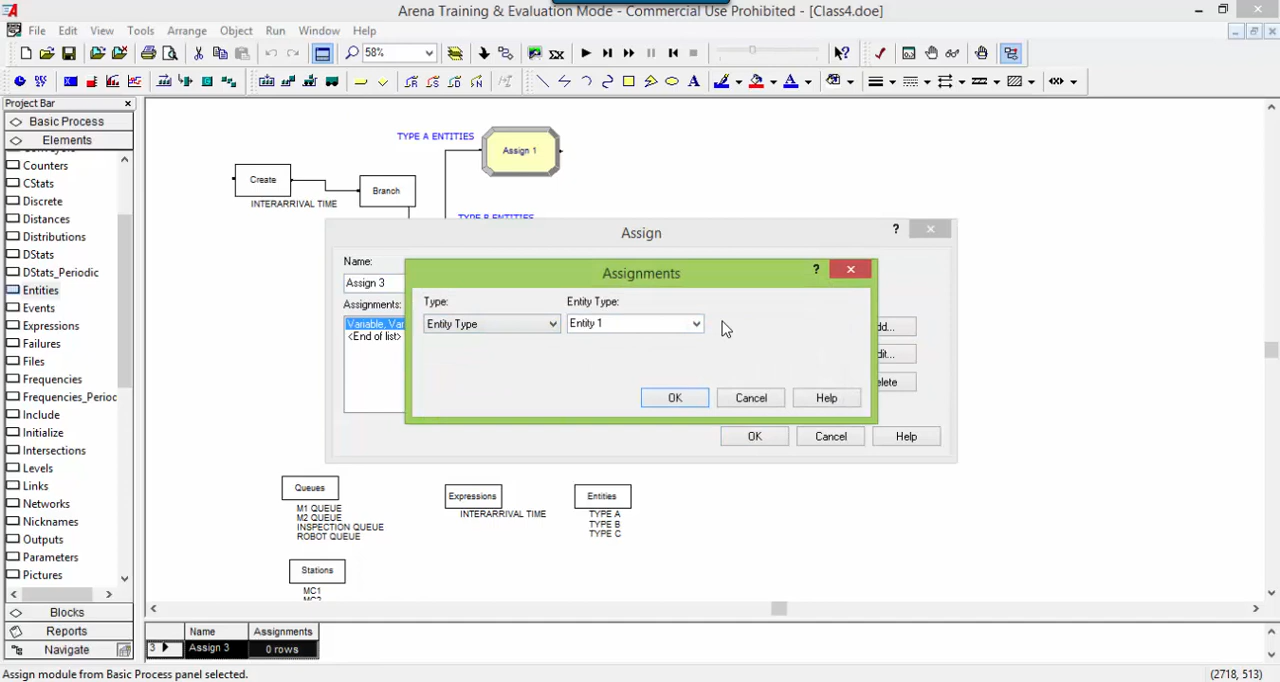 Arena Training & Evaluation Mode - Commercial Use Prohibited - [Class4.doe]
File Edit View Tools Arrange Object Run Window Help
58%
Project Bar
Basic Process
Elements
Counters
CStats
Discrete
Distances
Distributions
DStats
DStats_Periodic
Entities
Events
Expressions
Failures
Files
Frequencies
Frequencies_Perioc
Include
Initialize
Intersections
Levels
Links
Networks
Nicknames
Outputs
Parameters
Pictures
Blocks
Reports
Navigate
TYPE A ENTITIES
Assign 1
Create
Branch
INTERARRIVAL TIME
TYPE B ENTITIES
Assign
?
Name:
Assign 3
Assignments:
Variable, Var
<End of list>
OK
Cancel
Help
Assignments
?
Type:
Entity Type:
Entity Type
Entity 1
OK
Cancel
Help
Queues
M1 QUEUE
M2 QUEUE
INSPECTION QUEUE
ROBOT QUEUE
Expressions
INTERARRIVAL TIME
Entities
TYPE A
TYPE B
TYPE C
Stations
MC1
Name Assignments
3 Assign 3 0 rows
Assign module from Basic Process panel selected.
(2718, 513)